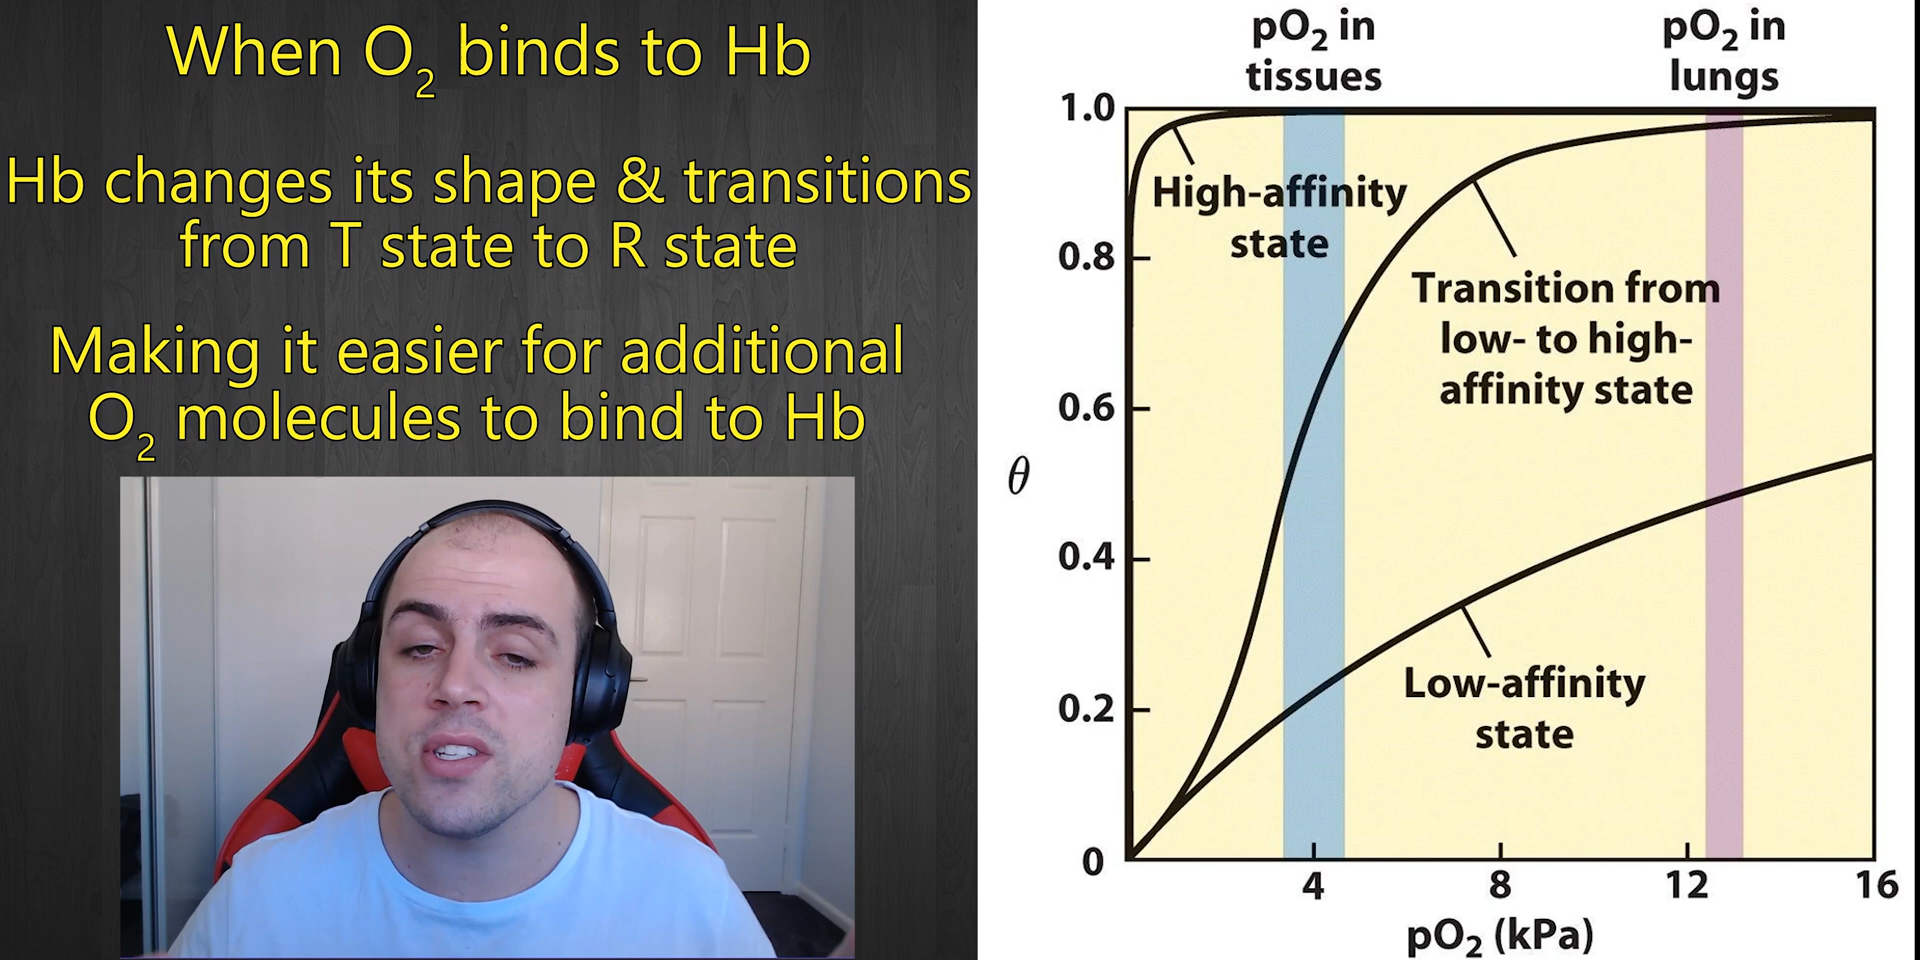 When O₂ binds to Hb
Hb changes its shape & transitions
from T state to R state
Making it easier for additional
O₂ molecules to bind to Hb
pO₂ in
tissues
pO₂ in
lungs
1.0
0.8
0.6
0.4
0.2
0
θ
High-affinity
state
Transition from
low- to high-
affinity state
Low-affinity
state
4
8
12
16
pO₂ (kPa)